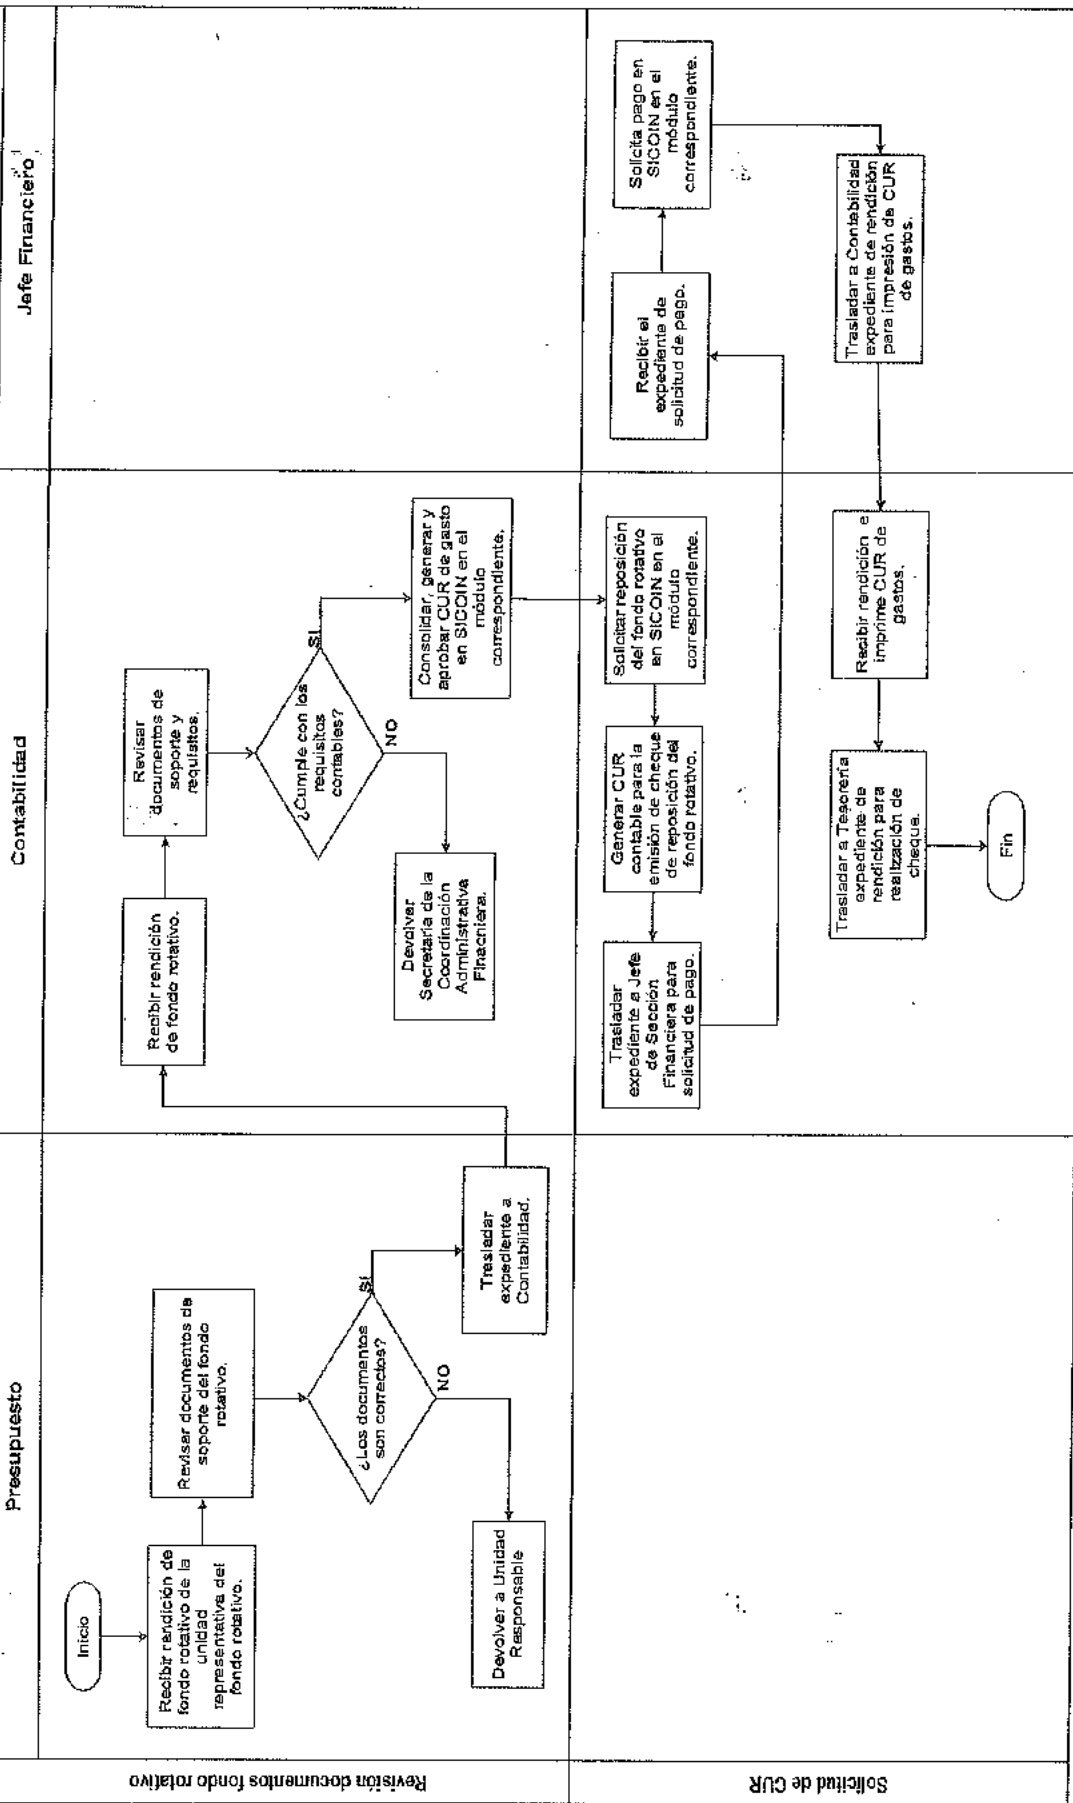 Presupuesto
Contabilidad
Jefe Financiero
Revisión documentos fondo rotativo
Inicio
Recibir rendición de
fondo rotativo de la
unidad
representativa del
fondo rotativo.
Revisar documentos de
soporte del fondo
rotativo.
¿Los documentos
son correctos?
SI
NO
Devolver a Unidad
Responsable
Trasladar
expediente a
Contabilidad.
Recibir rendición
de fondo rotativo.
Revisar
documentos de
soporte y
requisitos.
¿Cumple con los
requisitos
contables?
SI
NO
Devolver
Secretaría de la
Coordinación
Administrativa
Finacniera.
Consolidar, generar y
aprobar CUR de gasto
en SICOIN en el
módulo
correspondiente.
Solicitud de CUR
Solicitar reposición
del fondo rotativo
en SICOIN en el
módulo
correspondiente.
Generar CUR
contable para la
emisión de cheque
de reposición del
fondo rotativo.
Trasladar
expediente a Jefe
de Sección
Financiera para
solicitud de pago.
Recibir el
expediente de
solicitud de pago.
Solicita pago en
SICOIN en el
módulo
correspondiente.
Trasladar a Contabilidad
expediente de rendición
para impresión de CUR
de gastos.
Recibir rendición e
imprime CUR de
gastos.
Trasladar a Tesorería
expediente de
rendición para
realización de
cheque.
Fin